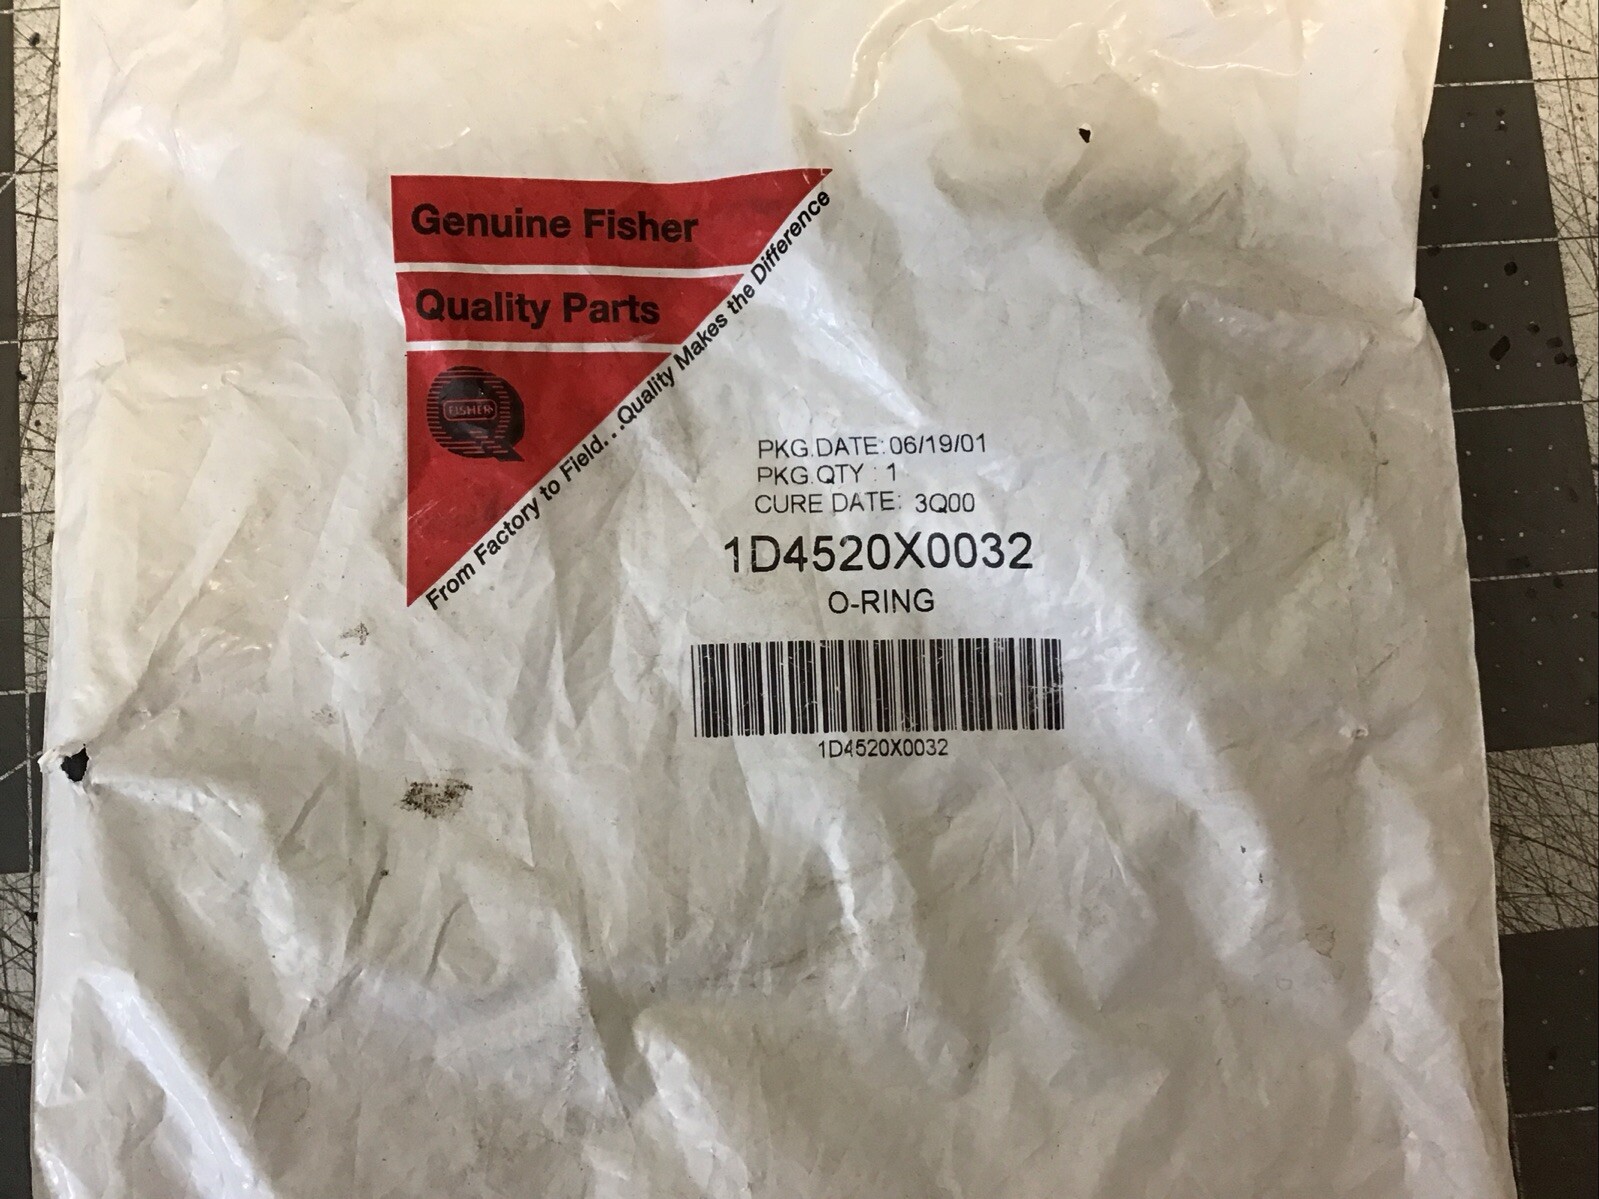 Genuine Fisher
Quality Parts
FISHER
From Factory to Field...Quality Makes the Difference
PKG.DATE: 06/19/01
PKG.QTY : 1
CURE DATE: 3Q00
1D4520X0032
O-RING
1D4520X0032